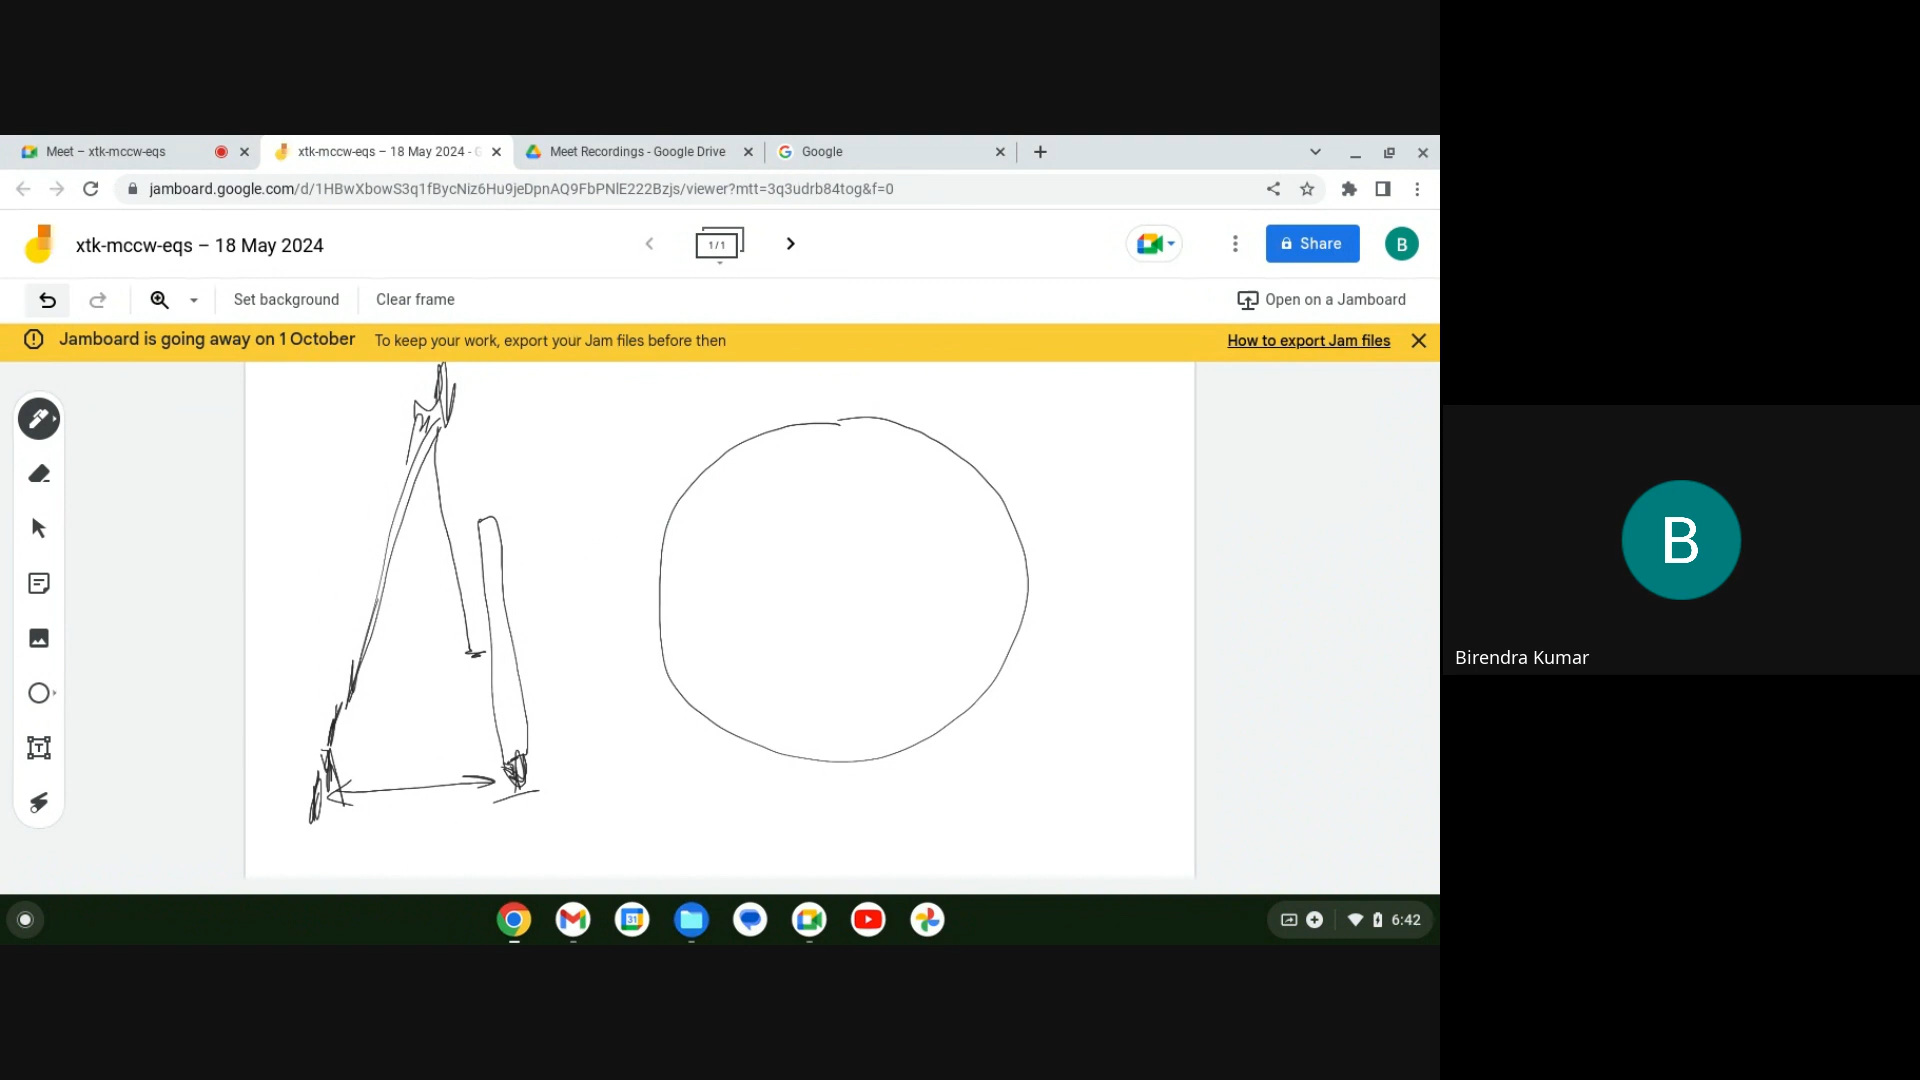 Meet – xtk-mccw-eqs
xtk-mccw-eqs – 18 May 2024 - G
Meet Recordings - Google Drive
Google
jamboard.google.com/d/1HBwXbowS3q1fBycNiz6Hu9jeDpnAQ9FbPNlE222Bzjs/viewer?mtt=3q3udrb84tog&f=0
xtk-mccw-eqs – 18 May 2024
1/1
Share
B
Set background
Clear frame
Open on a Jamboard
Jamboard is going away on 1 October To keep your work, export your Jam files before then
How to export Jam files
T
B
Birendra Kumar
31
6:42